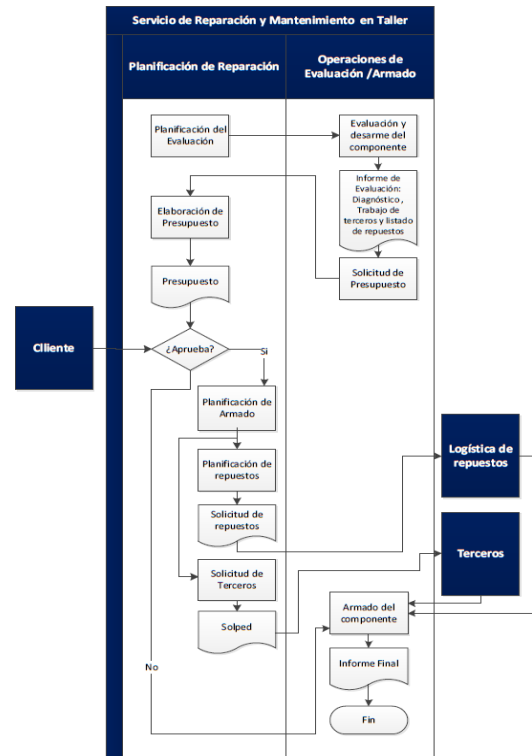 Servicio de Reparación y Mantenimiento en Taller
Planificación de Reparación
Operaciones de
Evaluación /Armado
Planificación del
Evaluación
Evaluación y
desarme del
componente
Informe de
Evaluación:
Diagnóstico,
Trabajo de
terceros y listado
de repuestos
Elaboración de
Presupuesto
Solicitud de
Presupuesto
Presupuesto
Clliente
¿Aprueba?
Si
Planificación de
Armado
Planificación de
repuestos
Logística de
repuestos
Solicitud de
repuestos
Terceros
Solicitud de
Terceros
Solped
Armado del
componente
No
Informe Final
Fin